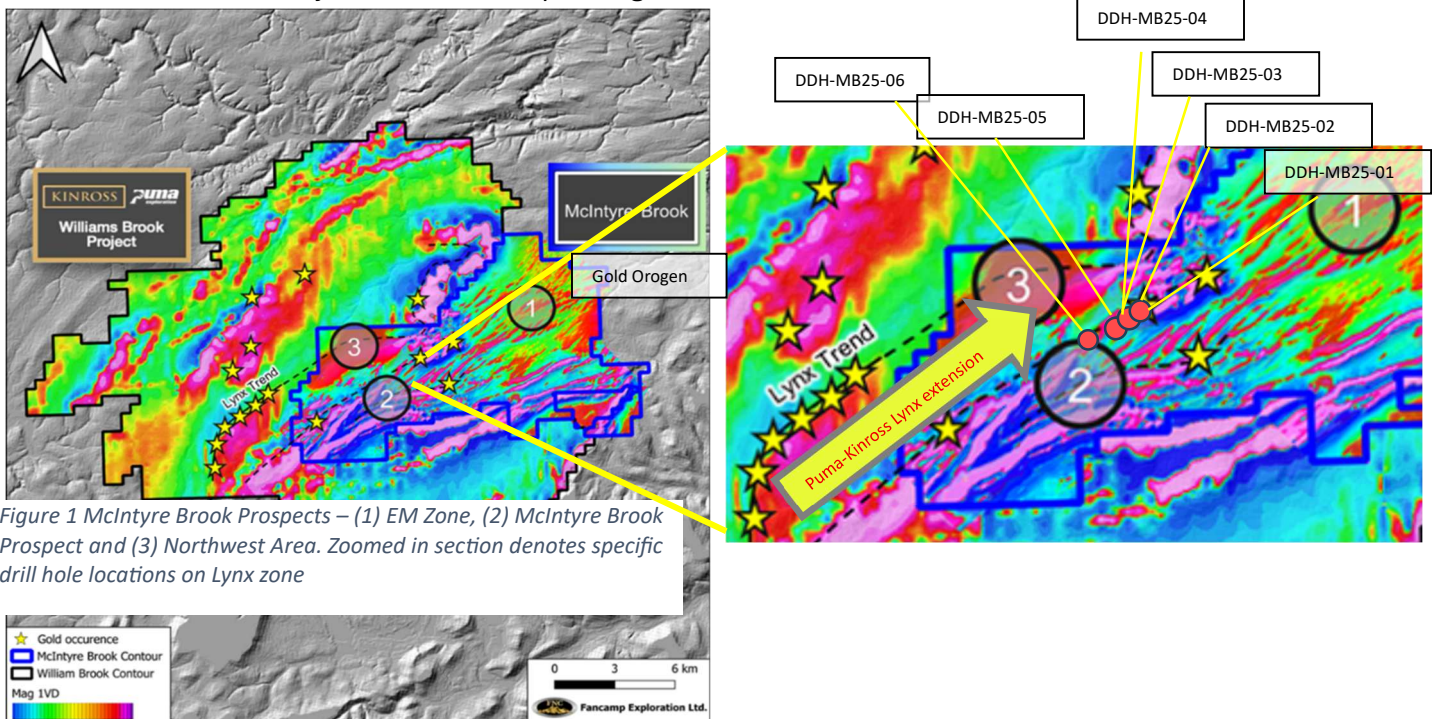 KINROSS puma
exploration
Williams Brook
Project
McIntyre Brook
Gold Orogen
1
3
2
Lynx Trend
Figure 1 McIntyre Brook Prospects – (1) EM Zone, (2) McIntyre Brook
Prospect and (3) Northwest Area. Zoomed in section denotes specific
drill hole locations on Lynx zone
Gold occurence
McIntyre Brook Contour
William Brook Contour
Mag 1VD
0 3 6 km
FNC
Fancamp Exploration Ltd.
DDH-MB25-04
DDH-MB25-06
DDH-MB25-03
DDH-MB25-05
DDH-MB25-02
DDH-MB25-01
1
3
2
Lynx Trend
Puma-Kinross Lynx extension